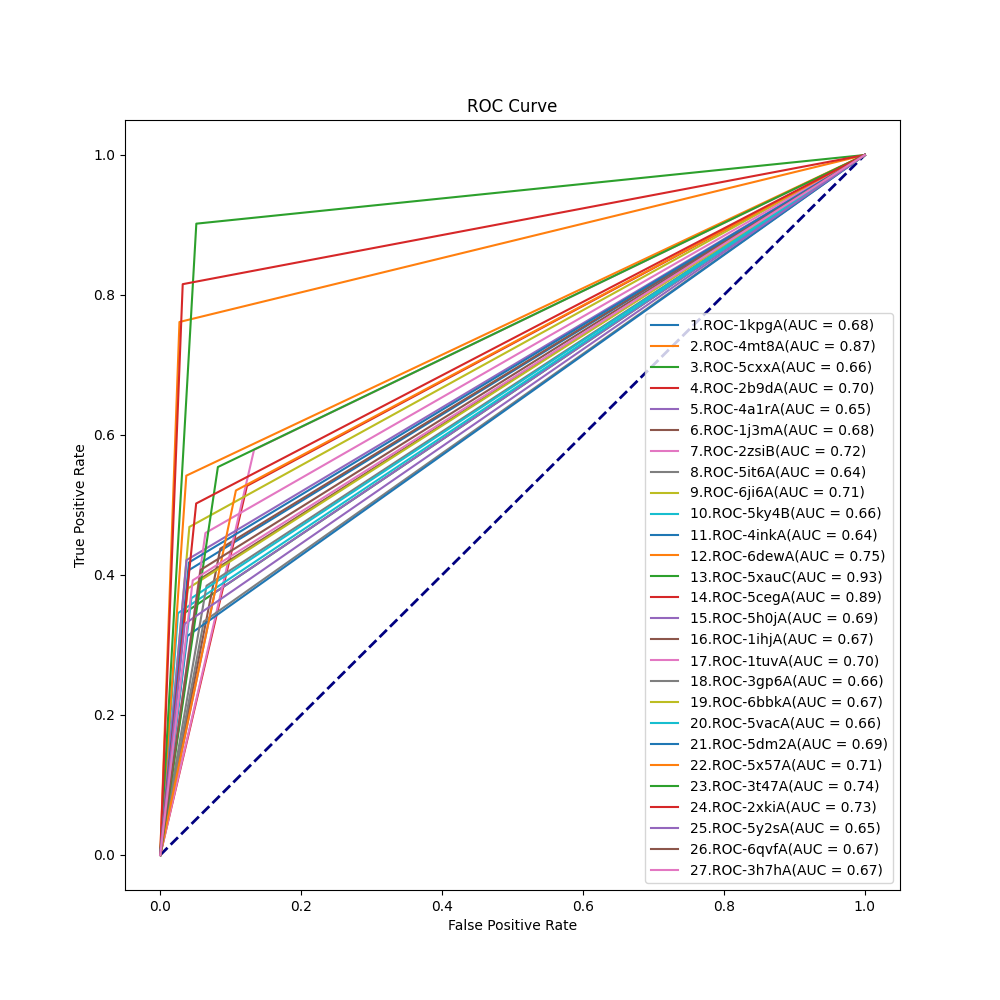 ROC Curve
1.0
0.8
0.6
0.4
0.2
0.0
True Positive Rate
0.0 0.2 0.4 0.6 0.8 1.0
False Positive Rate
1.ROC-1kpgA(AUC = 0.68)
2.ROC-4mt8A(AUC = 0.87)
3.ROC-5cxxA(AUC = 0.66)
4.ROC-2b9dA(AUC = 0.70)
5.ROC-4a1rA(AUC = 0.65)
6.ROC-1j3mA(AUC = 0.68)
7.ROC-2zsiB(AUC = 0.72)
8.ROC-5it6A(AUC = 0.64)
9.ROC-6ji6A(AUC = 0.71)
10.ROC-5ky4B(AUC = 0.66)
11.ROC-4inkA(AUC = 0.64)
12.ROC-6dewA(AUC = 0.75)
13.ROC-5xauC(AUC = 0.93)
14.ROC-5cegA(AUC = 0.89)
15.ROC-5h0jA(AUC = 0.69)
16.ROC-1ihjA(AUC = 0.67)
17.ROC-1tuvA(AUC = 0.70)
18.ROC-3gp6A(AUC = 0.66)
19.ROC-6bbkA(AUC = 0.67)
20.ROC-5vacA(AUC = 0.66)
21.ROC-5dm2A(AUC = 0.69)
22.ROC-5x57A(AUC = 0.71)
23.ROC-3t47A(AUC = 0.74)
24.ROC-2xkiA(AUC = 0.73)
25.ROC-5y2sA(AUC = 0.65)
26.ROC-6qvfA(AUC = 0.67)
27.ROC-3h7hA(AUC = 0.67)